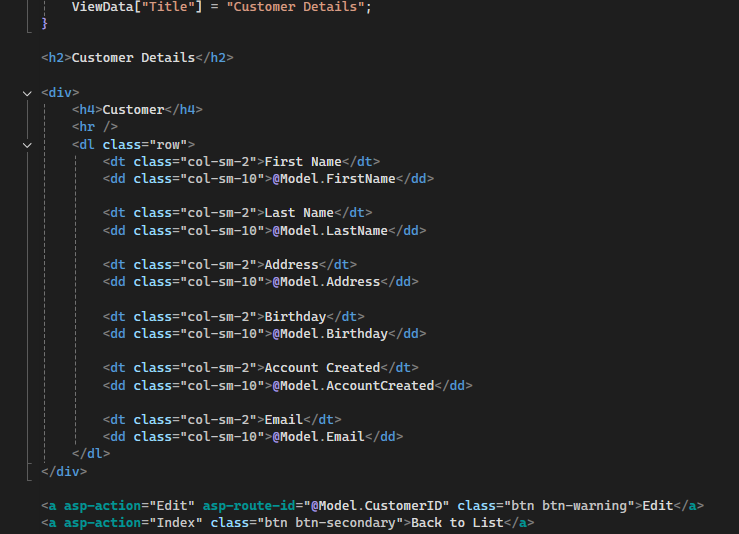 ViewData["Title"] = "Customer Details";
}
<h2>Customer Details</h2>
<div>
<h4>Customer</h4>
<hr />
<dl class="row">
<dt class="col-sm-2">First Name</dt>
<dd class="col-sm-10">@Model.FirstName</dd>
<dt class="col-sm-2">Last Name</dt>
<dd class="col-sm-10">@Model.LastName</dd>
<dt class="col-sm-2">Address</dt>
<dd class="col-sm-10">@Model.Address</dd>
<dt class="col-sm-2">Birthday</dt>
<dd class="col-sm-10">@Model.Birthday</dd>
<dt class="col-sm-2">Account Created</dt>
<dd class="col-sm-10">@Model.AccountCreated</dd>
<dt class="col-sm-2">Email</dt>
<dd class="col-sm-10">@Model.Email</dd>
</dl>
</div>
<a asp-action="Edit" asp-route-id="@Model.CustomerID" class="btn btn-warning">Edit</a>
<a asp-action="Index" class="btn btn-secondary">Back to List</a>